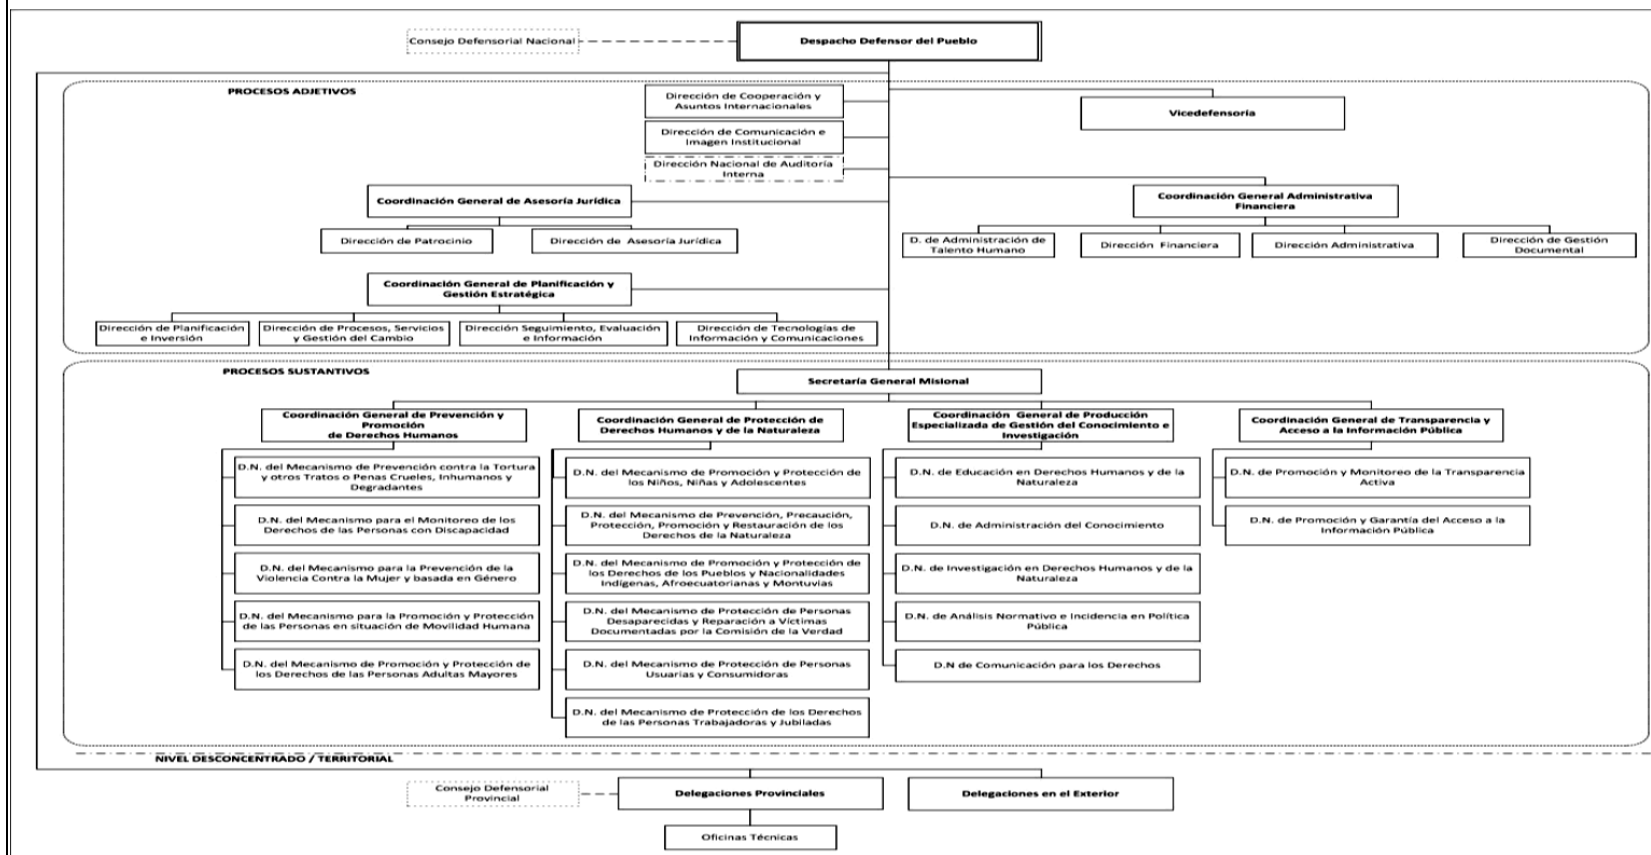 Consejo Defensorial Nacional
Despacho Defensor del Pueblo
PROCESOS ADJETIVOS
Dirección de Cooperación y
Asuntos Internacionales
Vicedefensoría
Dirección de Comunicación e
Imagen Institucional
Dirección Nacional de Auditoría
Interna
Coordinación General de Asesoría Jurídica
Coordinación General Administrativa
Financiera
Dirección de Patrocinio
Dirección de Asesoría Jurídica
D. de Administración de
Talento Humano
Dirección Financiera
Dirección Administrativa
Dirección de Gestión
Documental
Coordinación General de Planificación y
Gestión Estratégica
Dirección de Planificación
e Inversión
Dirección de Procesos, Servicios
y Gestión del Cambio
Dirección Seguimiento, Evaluación
e Información
Dirección de Tecnologías de
Información y Comunicaciones
PROCESOS SUSTANTIVOS
Secretaría General Misional
Coordinación General de Prevención y
Promoción
de Derechos Humanos
Coordinación General de Protección de
Derechos Humanos y de la Naturaleza
Coordinación General de Producción
Especializada de Gestión del Conocimiento e
Investigación
Coordinación General de Transparencia y
Acceso a la Información Pública
D.N. del Mecanismo de Prevención contra la Tortura
y otros Tratos o Penas Crueles, Inhumanos y
Degradantes
D.N. del Mecanismo para el Monitoreo de los
Derechos de las Personas con Discapacidad
D.N. del Mecanismo para la Prevención de la
Violencia Contra la Mujer y basada en Género
D.N. del Mecanismo para la Promoción y Protección
de las Personas en situación de Movilidad Humana
D.N. del Mecanismo de Promoción y Protección de
los Derechos de las Personas Adultas Mayores
D.N. del Mecanismo de Promoción y Protección de
los Niños, Niñas y Adolescentes
D.N. del Mecanismo de Prevención, Precaución,
Protección, Promoción y Restauración de los
Derechos de la Naturaleza
D.N. del Mecanismo de Promoción y Protección de
los Derechos de los Pueblos y Nacionalidades
Indígenas, Afroecuatorianas y Montuvias
D.N. del Mecanismo de Protección de Personas
Desaparecidas y Reparación a Víctimas
Documentadas por la Comisión de la Verdad
D.N. del Mecanismo de Protección de Personas
Usuarias y Consumidoras
D.N. del Mecanismo de Protección de los Derechos
de las Personas Trabajadoras y Jubiladas
D.N. de Educación en Derechos Humanos y de la
Naturaleza
D.N. de Administración del Conocimiento
D.N. de Investigación en Derechos Humanos y de la
Naturaleza
D.N. de Análisis Normativo e Incidencia en Política
Pública
D.N de Comunicación para los Derechos
D.N. de Promoción y Monitoreo de la Transparencia
Activa
D.N. de Promoción y Garantía del Acceso a la
Información Pública
NIVEL DESCONCENTRADO / TERRITORIAL
Consejo Defensorial
Provincial
Delegaciones Provinciales
Delegaciones en el Exterior
Oficinas Técnicas